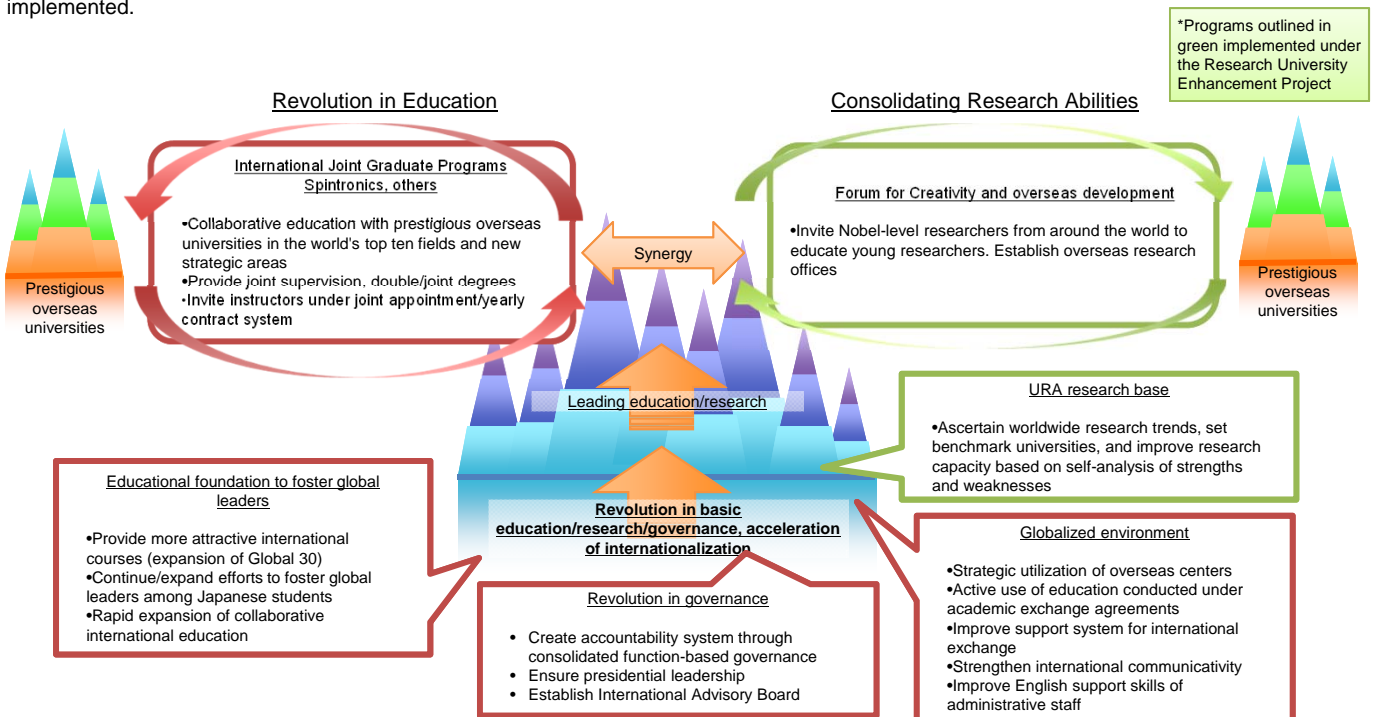 implemented.
*Programs outlined in
green implemented under
the Research University
Enhancement Project
Revolution in Education
Consolidating Research Abilities
International Joint Graduate Programs
Spintronics, others
•Collaborative education with prestigious overseas
universities in the world's top ten fields and new
strategic areas
•Provide joint supervision, double/joint degrees
•Invite instructors under joint appointment/yearly
contract system
Prestigious
overseas
universities
Synergy
Forum for Creativity and overseas development
•Invite Nobel-level researchers from around the world to
educate young researchers. Establish overseas research
offices
Prestigious
overseas
universities
Leading education/research
URA research base
•Ascertain worldwide research trends, set
benchmark universities, and improve research
capacity based on self-analysis of strengths
and weaknesses
Educational foundation to foster global
leaders
•Provide more attractive international
courses (expansion of Global 30)
•Continue/expand efforts to foster global
leaders among Japanese students
•Rapid expansion of collaborative
international education
Revolution in basic
education/research/governance, acceleration
of internationalization
Revolution in governance
• Create accountability system through
consolidated function-based governance
• Ensure presidential leadership
• Establish International Advisory Board
Globalized environment
•Strategic utilization of overseas centers
•Active use of education conducted under
academic exchange agreements
•Improve support system for international
exchange
•Strengthen international communicativity
•Improve English support skills of
administrative staff